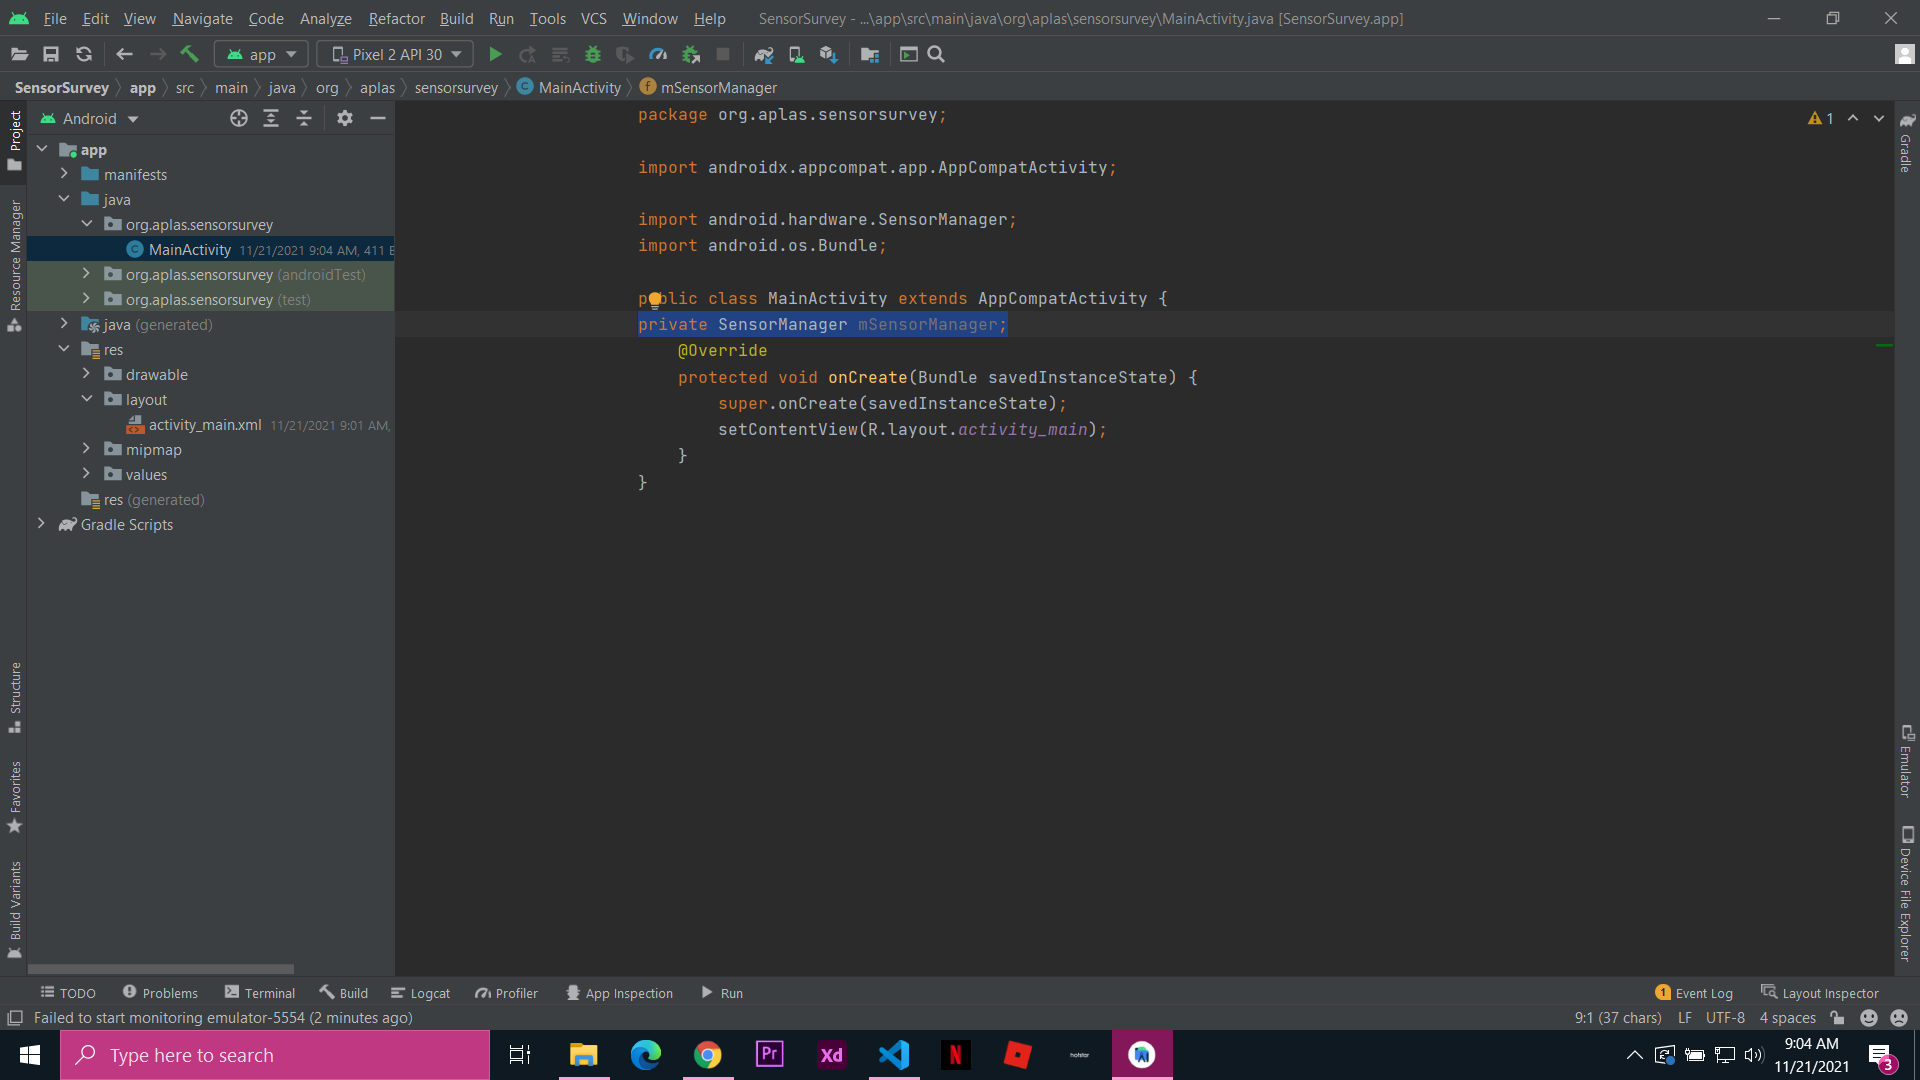 File Edit View Navigate Code Analyze Refactor Build Run Tools VCS Window Help SensorSurvey - ...\app\src\main\java\org\aplas\sensorsurvey\MainActivity.java [SensorSurvey.app]
app Pixel 2 API 30
SensorSurvey app src main java org aplas sensorsurvey MainActivity mSensorManager
Project
Resource Manager
Structure
Favorites
Build Variants
Android
app
manifests
java
org.aplas.sensorsurvey
MainActivity 11/21/2021 9:04 AM, 411 B
org.aplas.sensorsurvey (androidTest)
org.aplas.sensorsurvey (test)
java (generated)
res
drawable
layout
activity_main.xml 11/21/2021 9:01 AM,
mipmap
values
res (generated)
Gradle Scripts
package org.aplas.sensorsurvey;
import androidx.appcompat.app.AppCompatActivity;
import android.hardware.SensorManager;
import android.os.Bundle;
public class MainActivity extends AppCompatActivity {
private SensorManager mSensorManager;
@Override
protected void onCreate(Bundle savedInstanceState) {
super.onCreate(savedInstanceState);
setContentView(R.layout.activity_main);
}
}
1
Gradle
Emulator
Device File Explorer
TODO Problems Terminal Build Logcat Profiler App Inspection Run 1 Event Log Layout Inspector
Failed to start monitoring emulator-5554 (2 minutes ago) 9:1 (37 chars) LF UTF-8 4 spaces
Type here to search Pr Xd N hotstar 9:04 AM
11/21/2021
3